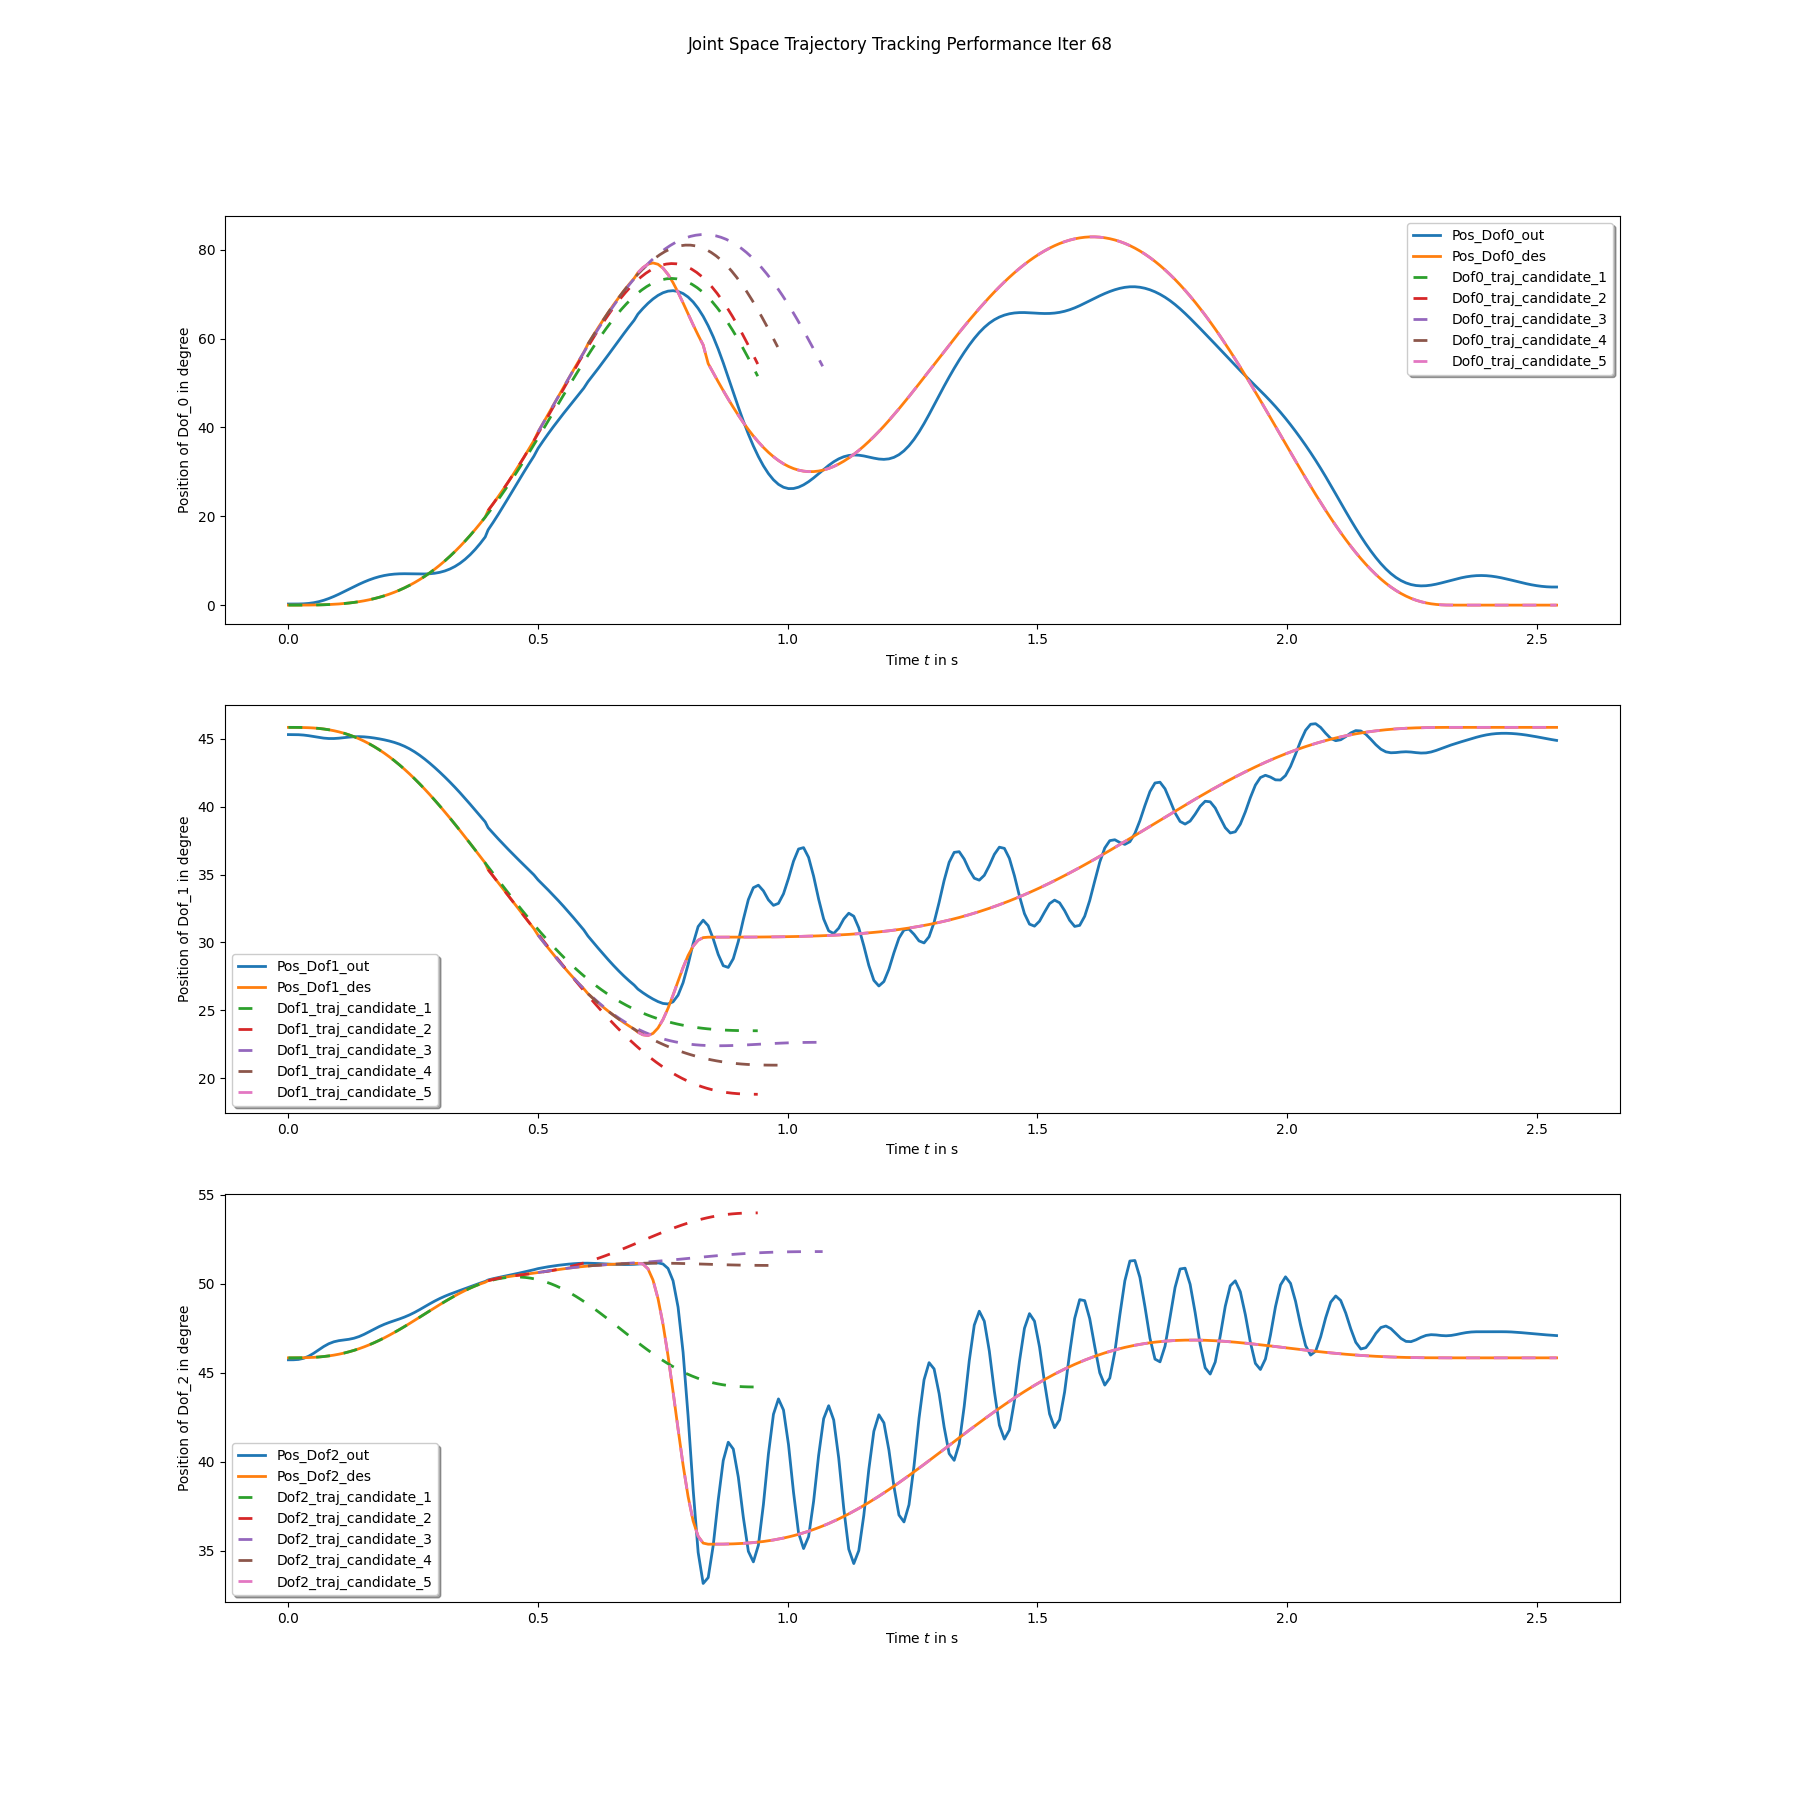 Joint Space Trajectory Tracking Performance Iter 68
Position of Dof_0 in degree
80
60
40
20
0
Pos_Dof0_out
Pos_Dof0_des
Dof0_traj_candidate_1
Dof0_traj_candidate_2
Dof0_traj_candidate_3
Dof0_traj_candidate_4
Dof0_traj_candidate_5
0.0 0.5 1.0 1.5 2.0 2.5
Time t in s
Position of Dof_1 in degree
45
40
35
30
25
20
Pos_Dof1_out
Pos_Dof1_des
Dof1_traj_candidate_1
Dof1_traj_candidate_2
Dof1_traj_candidate_3
Dof1_traj_candidate_4
Dof1_traj_candidate_5
0.0 0.5 1.0 1.5 2.0 2.5
Time t in s
Position of Dof_2 in degree
55
50
45
40
35
Pos_Dof2_out
Pos_Dof2_des
Dof2_traj_candidate_1
Dof2_traj_candidate_2
Dof2_traj_candidate_3
Dof2_traj_candidate_4
Dof2_traj_candidate_5
0.0 0.5 1.0 1.5 2.0 2.5
Time t in s